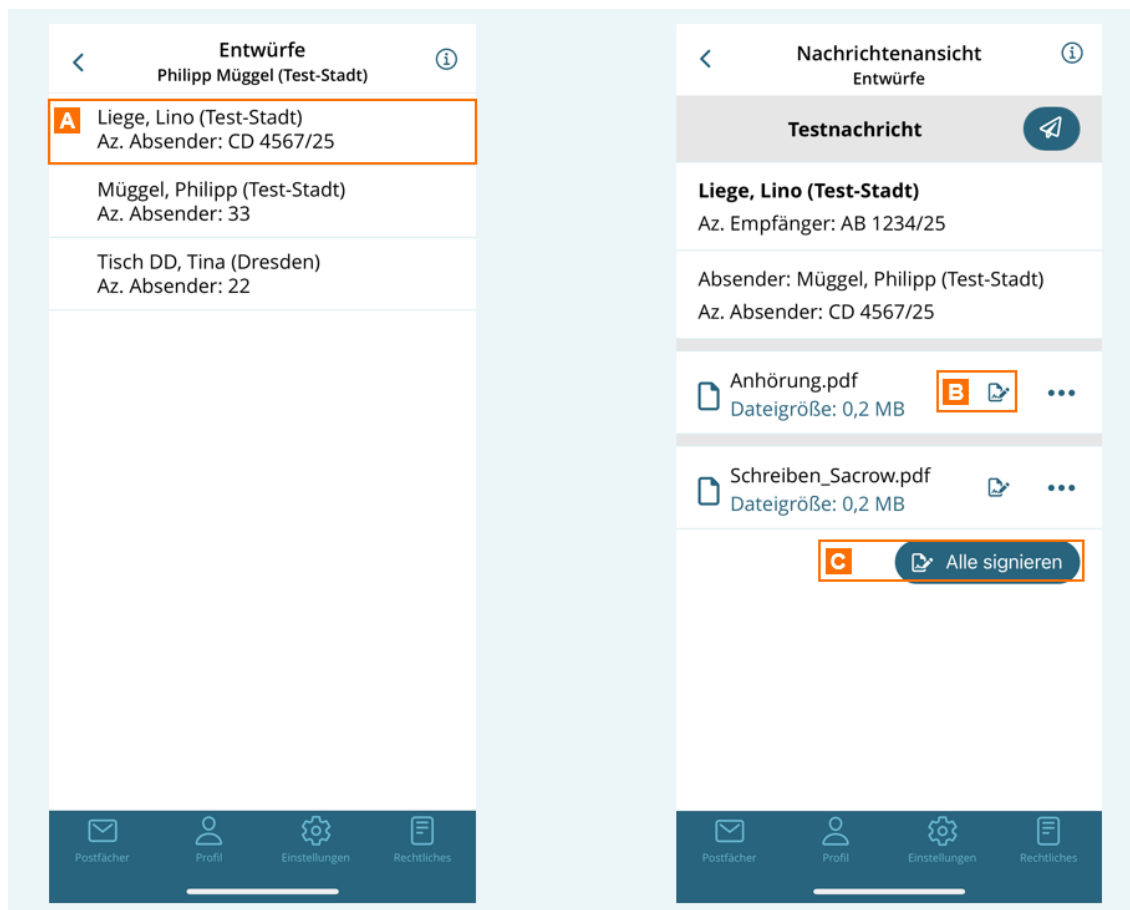 Entwürfe
Philipp Müggel (Test-Stadt)
A
Liege, Lino (Test-Stadt)
Az. Absender: CD 4567/25
Müggel, Philipp (Test-Stadt)
Az. Absender: 33
Tisch DD, Tina (Dresden)
Az. Absender: 22
Postfächer
Profil
Einstellungen
Rechtliches
Nachrichtenansicht
Entwürfe
Testnachricht
Liege, Lino (Test-Stadt)
Az. Empfänger: AB 1234/25
Absender: Müggel, Philipp (Test-Stadt)
Az. Absender: CD 4567/25
Anhörung.pdf
Dateigröße: 0,2 MB
B
Schreiben_Sacrow.pdf
Dateigröße: 0,2 MB
C
Alle signieren
Postfächer
Profil
Einstellungen
Rechtliches